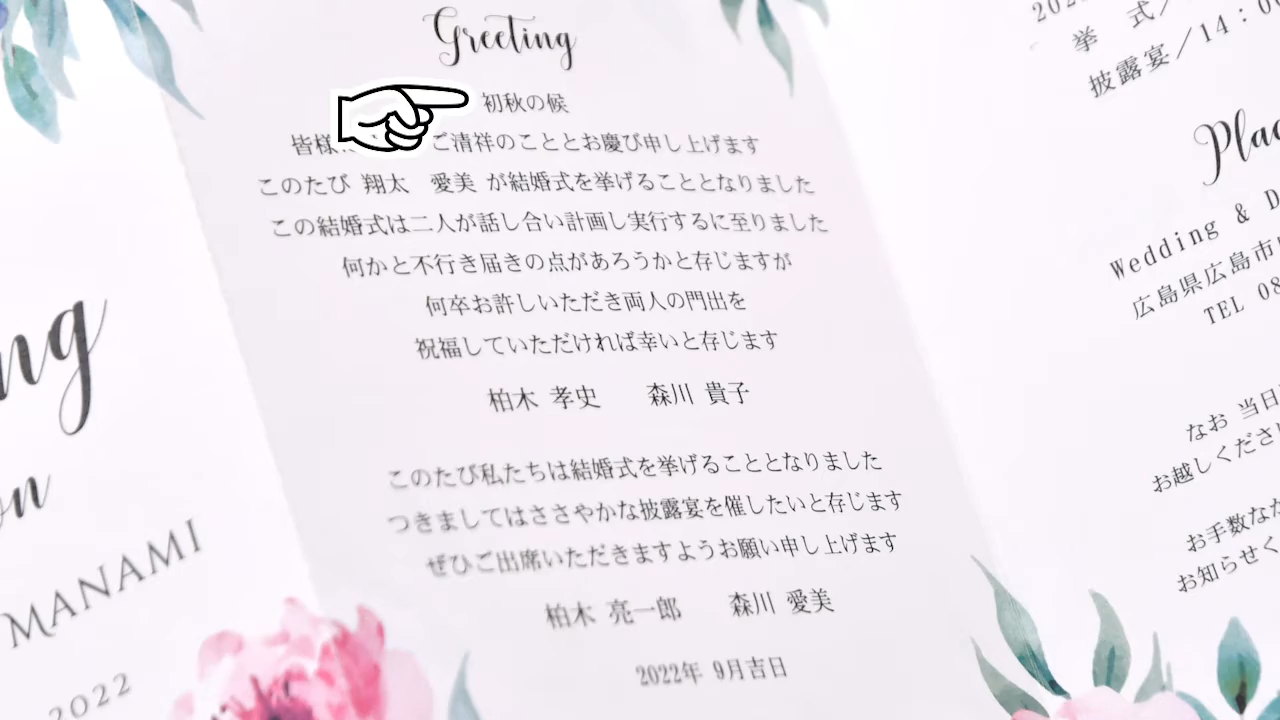 Greeting
初秋の候
皆様 ご清祥のこととお慶び申し上げます
このたび 翔太 愛美 が結婚式を挙げることとなりました
この結婚式は二人が話し合い計画し実行するに至りました
何かと不行き届きの点があろうかと存じますが
何卒お許しいただき両人の門出を
祝福していただければ幸いと存じます
柏木 孝史 森川 貴子
このたび私たちは結婚式を挙げることとなりました
つきましてはささやかな披露宴を催したいと存じます
ぜひご出席いただきますようお願い申し上げます
柏木 亮一郎 森川 愛美
2022年 9月吉日
MANAMI
2022
挙 式/
披露宴/14:0
Wedding &
広島県広島市
TEL 08
なお 当日
お越しくださ
お手数
お知らせく